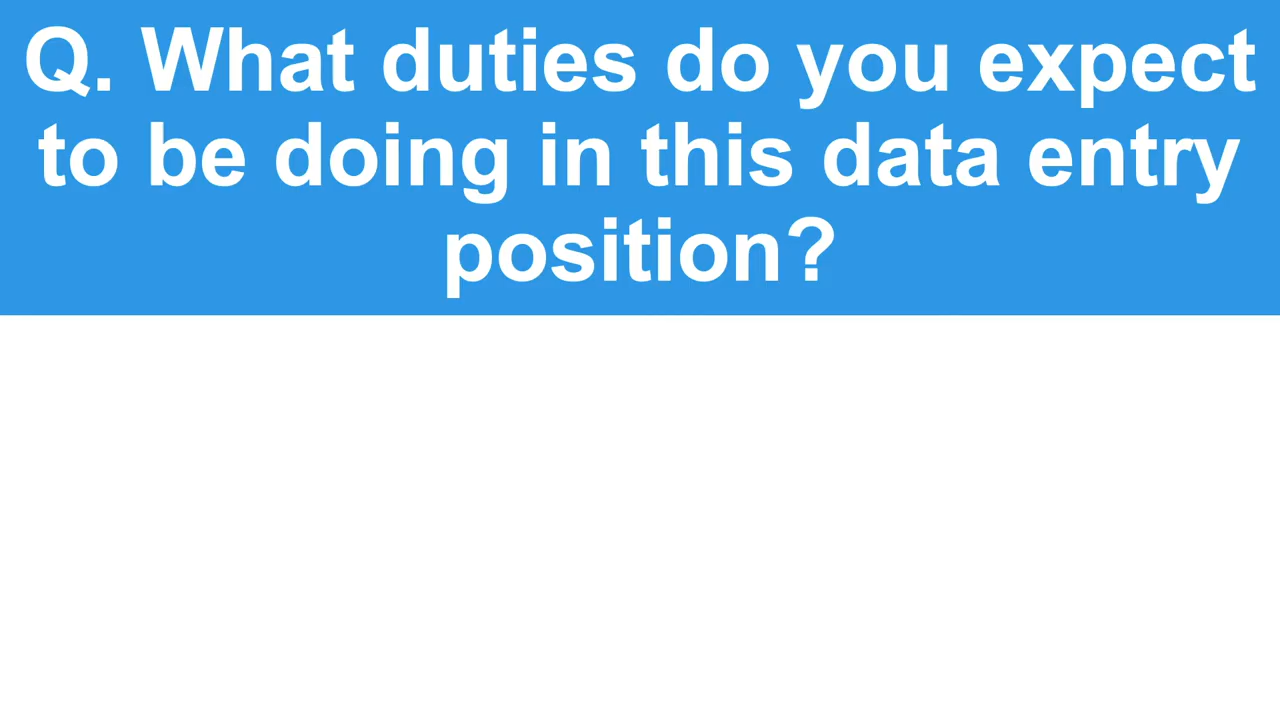 Q. What duties do you expect
to be doing in this data entry
position?